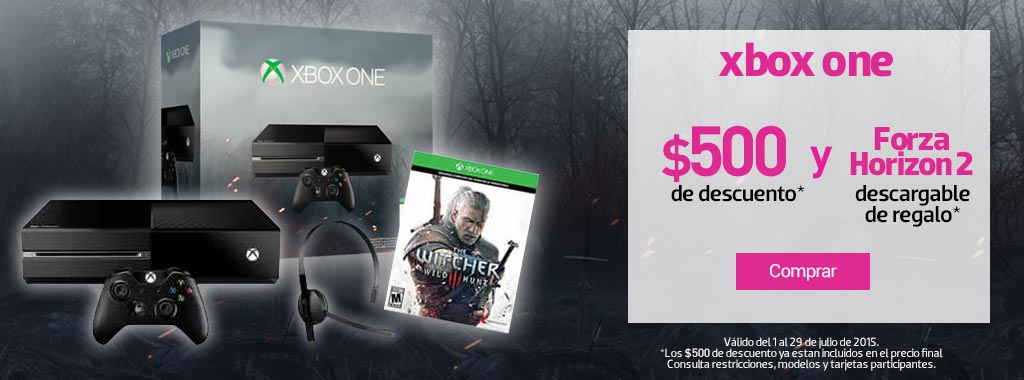 XBOX ONE
XBOX ONE
THE
WITCHER
WILD HUNT
M
xbox one
$500 y Forza
Horizon 2
de descuento* descargable
de regalo*
Comprar
Válido del 1 al 29 de julio de 2015.
*Los $500 de descuento ya estan incluidos en el precio final
Consulta restricciones, modelos y tarjetas participantes.